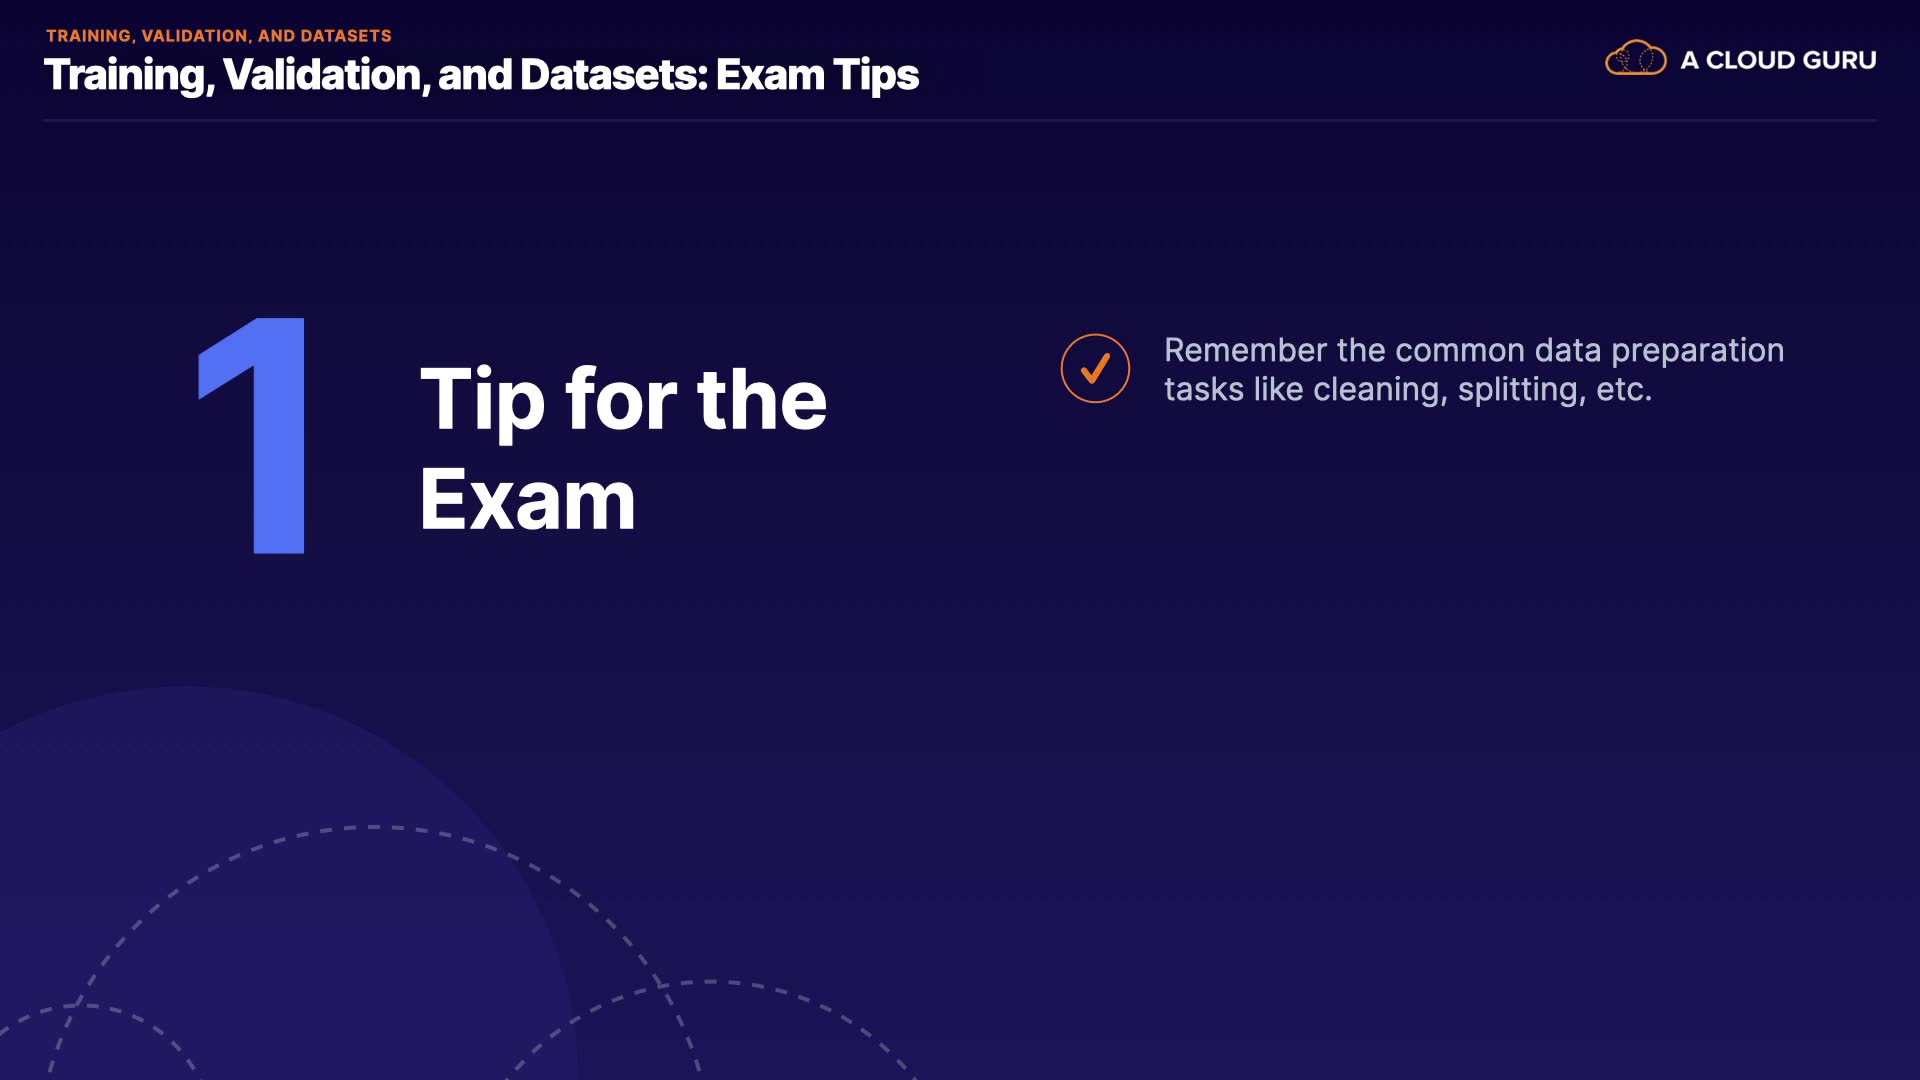 TRAINING, VALIDATION, AND DATASETS
Training, Validation, and Datasets: Exam Tips
A CLOUD GURU
1
Tip for the
Exam
Remember the common data preparation
tasks like cleaning, splitting, etc.